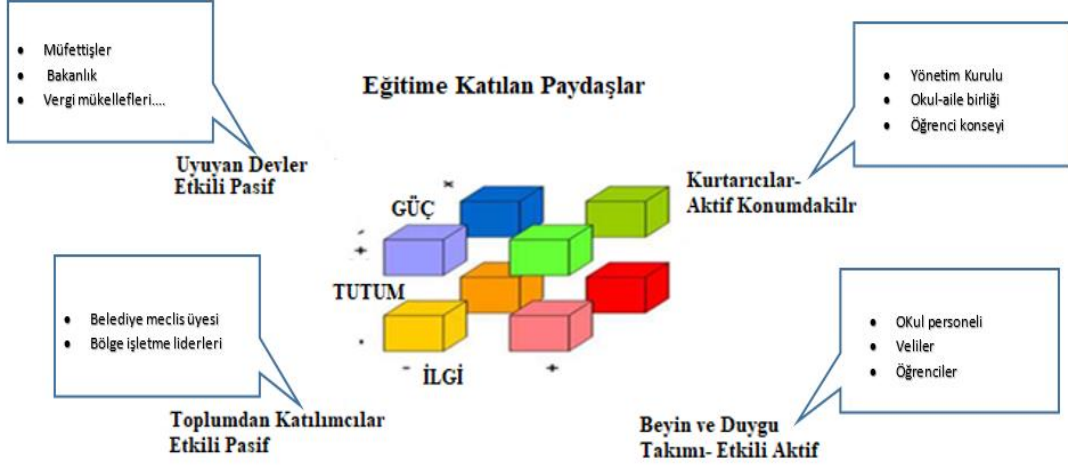 Müfettişler
Bakanlık
Vergi mükellefleri....
Eğitime Katılan Paydaşlar
Yönetim Kurulu
Okul-aile birliği
Öğrenci konseyi
Uyuyan Devler
Etkili Pasif
Kurtarıcılar-
Aktif Konumdakilr
+
GÜÇ
-
+
TUTUM
-
- İLGİ +
Belediye meclis üyesi
Bölge işletme liderleri
OKul personeli
Veliler
Öğrenciler
Toplumdan Katılımcılar
Etkili Pasif
Beyin ve Duygu
Takımı- Etkili Aktif